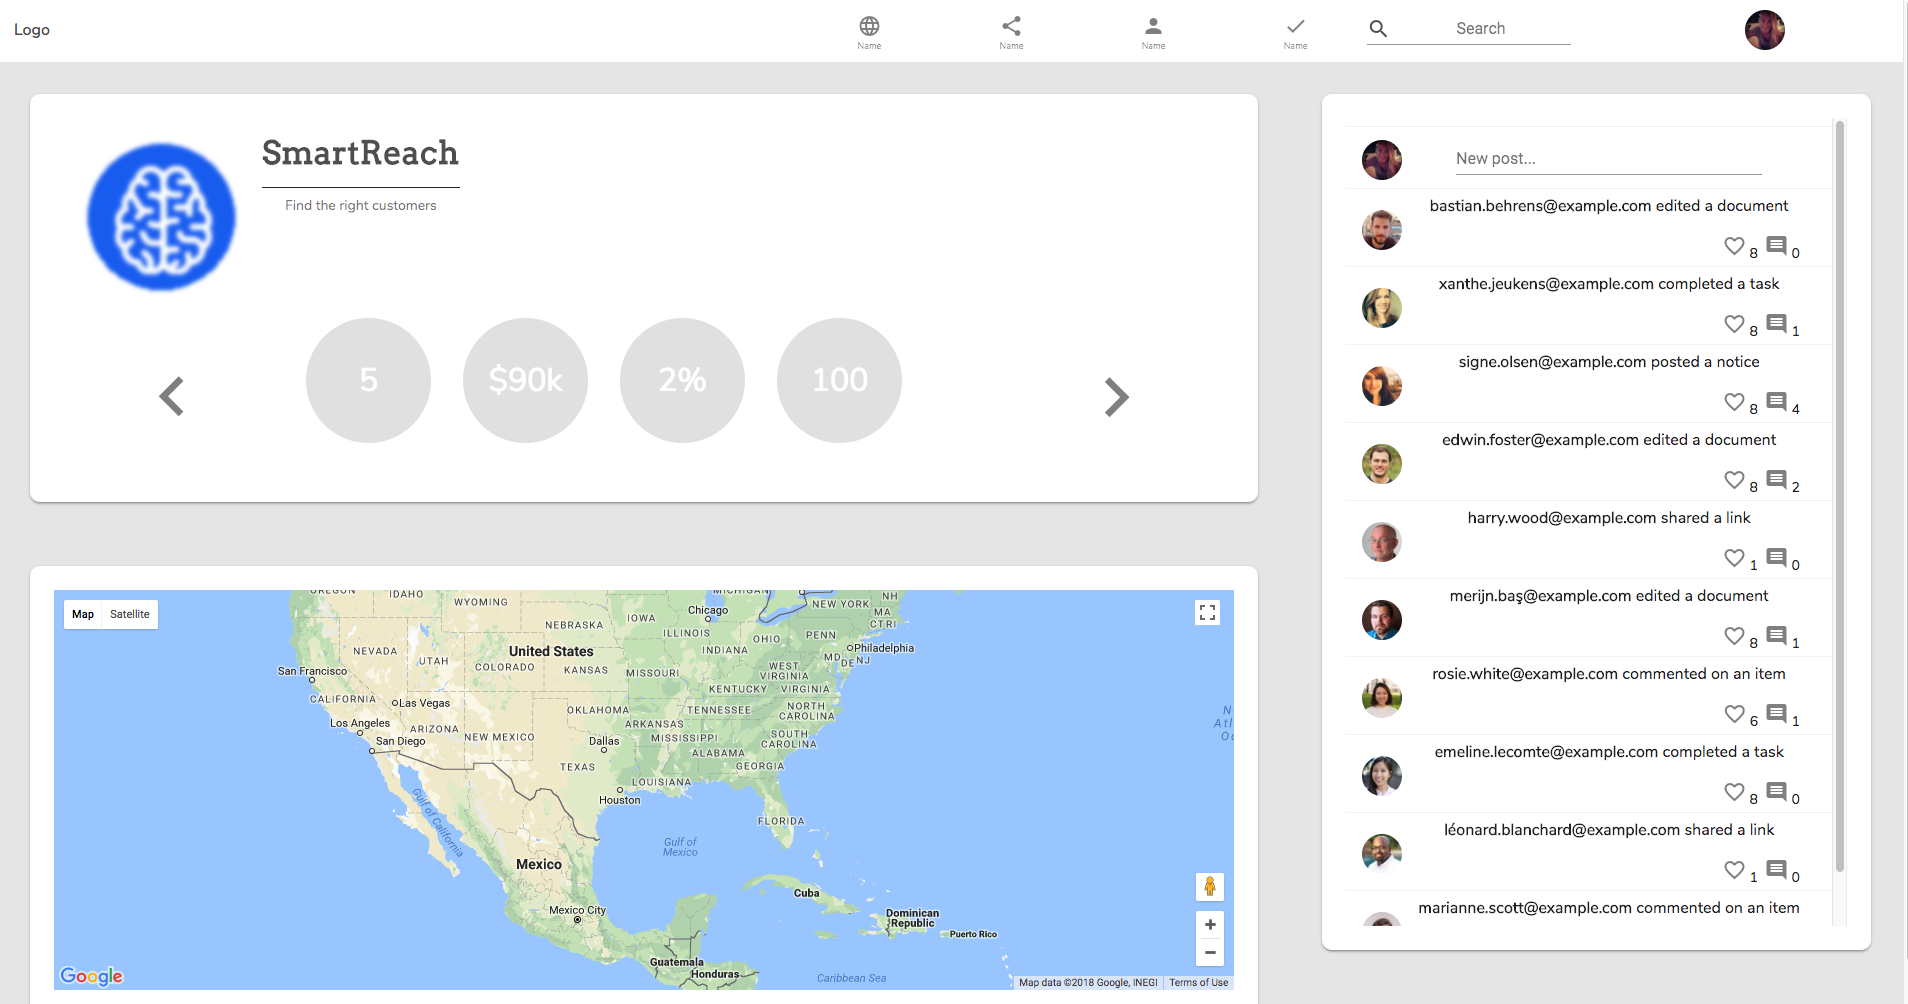 Logo
Name
Name
Name
Name
Search
SmartReach
Find the right customers
5
$90k
2%
100
New post...
bastian.behrens@example.com edited a document
8 0
xanthe.jeukens@example.com completed a task
8 1
signe.olsen@example.com posted a notice
8 4
edwin.foster@example.com edited a document
8 2
harry.wood@example.com shared a link
1 0
merijn.baş@example.com edited a document
8 1
rosie.white@example.com commented on an item
6 1
emeline.lecomte@example.com completed a task
8 0
léonard.blanchard@example.com shared a link
1 0
marianne.scott@example.com commented on an item
Map Satellite
OREGON
IDAHO
WYOMING
MICHIGAN
Chicago
NEW YORK
NH
MA
CT RI
NEBRASKA
IOWA
ILLINOIS
OHIO
PENN
INDIANA
Philadelphia
NEVADA
UTAH
United States
COLORADO
KANSAS
MISSOURI
WEST
VIRGINIA
MD
DE
NJ
San Francisco
KENTUCKY
VIRGINIA
CALIFORNIA
Las Vegas
OKLAHOMA
TENNESSEE
NORTH
CAROLINA
Los Angeles
ARIZONA
NEW MEXICO
ARKANSAS
San Diego
Dallas
MISSISSIPPI
SOUTH
CAROLINA
ALABAMA
TEXAS
GEORGIA
LOUISIANA
Houston
Gulf of California
FLORIDA
Gulf of
Mexico
Mexico
Cuba
Mexico City
Dominican
Republic
Puerto Rico
Guatemala
Honduras
Caribbean Sea
Google
Map data ©2018 Google, INEGI
Terms of Use